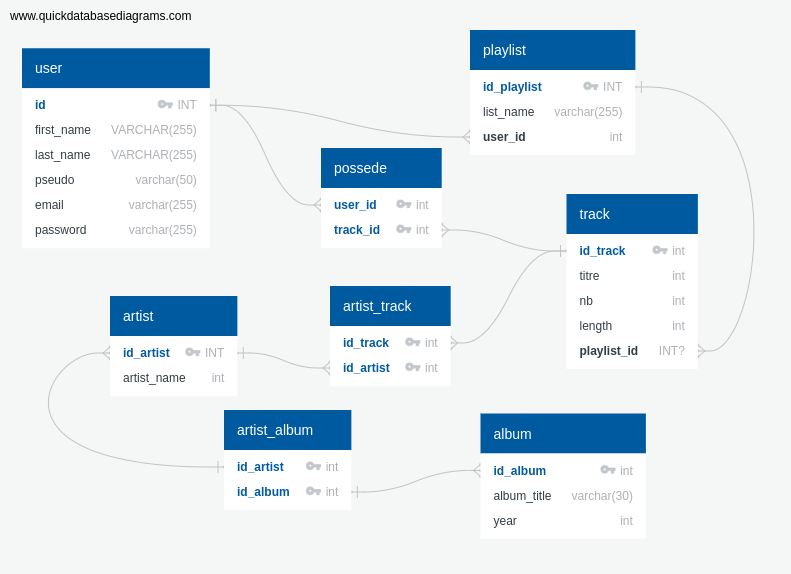 www.quickdatabasediagrams.com
user
id INT
first_name VARCHAR(255)
last_name VARCHAR(255)
pseudo varchar(50)
email varchar(255)
password varchar(255)
playlist
id_playlist INT
list_name varchar(255)
user_id int
possede
user_id int
track_id int
track
id_track int
titre int
nb int
length int
playlist_id INT?
artist
id_artist INT
artist_name int
artist_track
id_track int
id_artist int
artist_album
id_artist int
id_album int
album
id_album int
album_title varchar(30)
year int